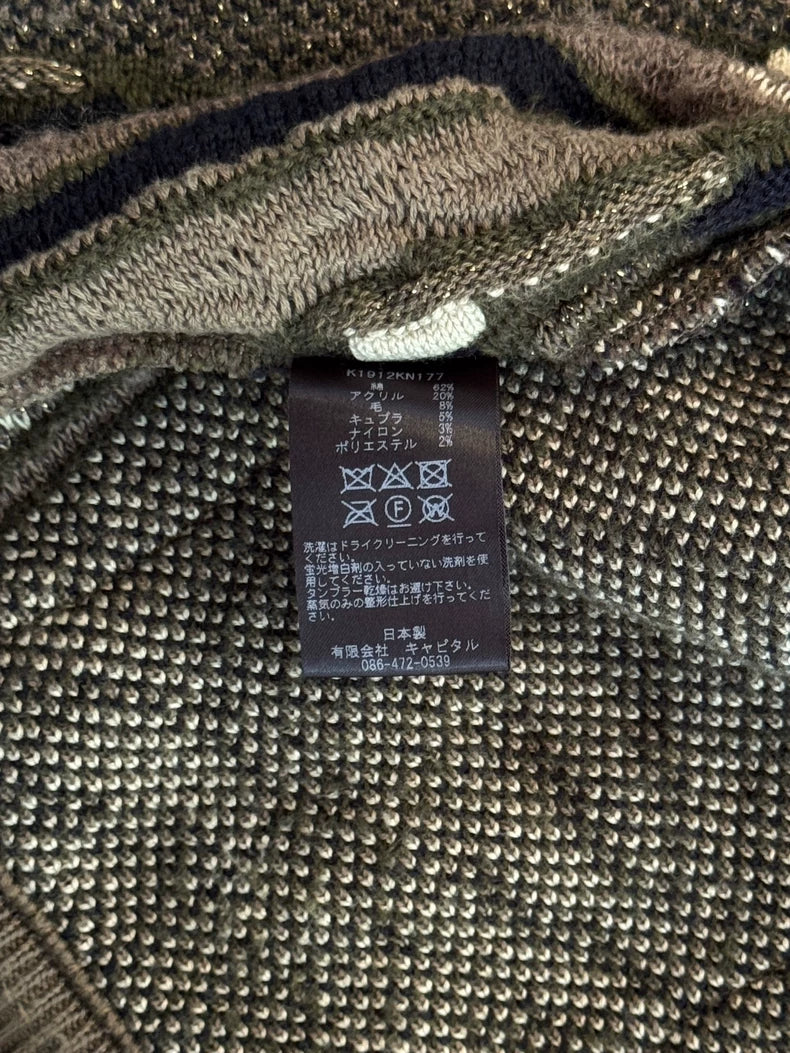 K1912KN177
綿 62%
アクリル 20%
毛 8%
キュプラ 5%
ナイロン 3%
ポリエステル 2%
F W
洗濯はドライクリーニングを行って
ください。
蛍光増白剤の入っていない洗剤を使
用してください。
タンブラー乾燥はお避け下さい。
蒸気のみの整形仕上げを行ってくだ
さい。
日本製
有限会社 キャピタル
086-472-0539